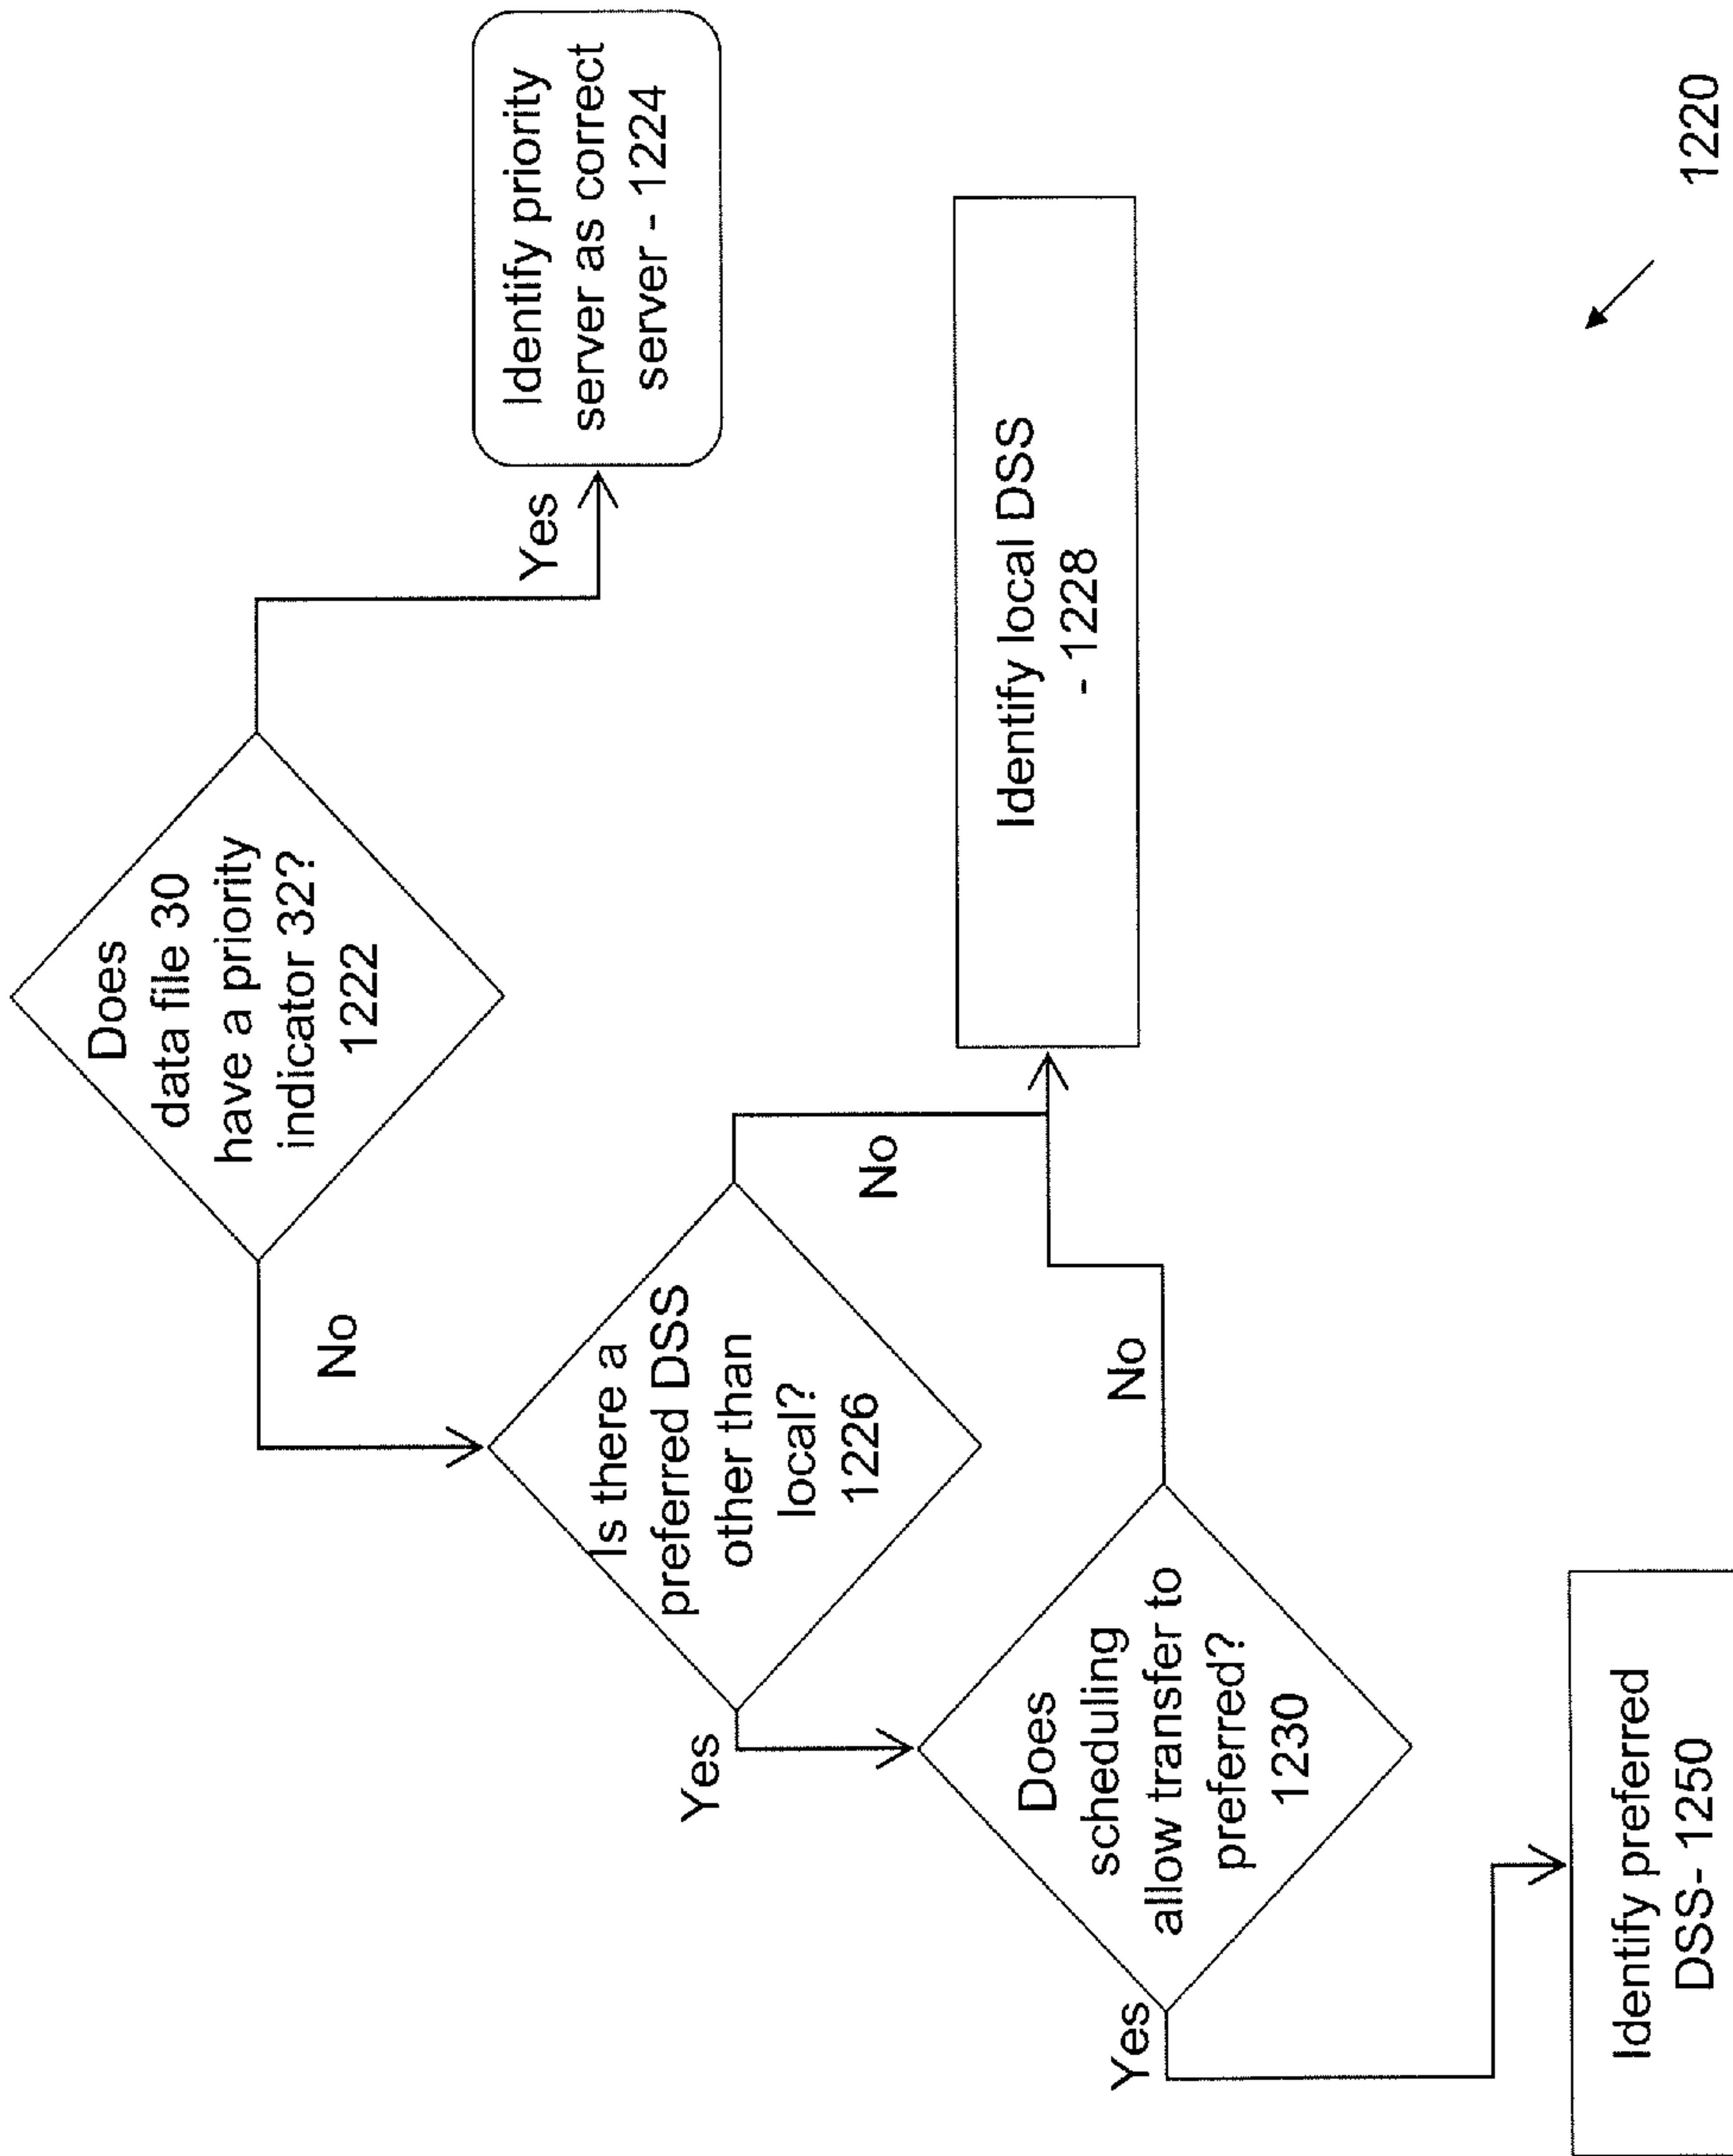 Does
data file 30
have a priority
indicator 32?
1222
Yes
Identify priority
server as correct
server - 1224
No
Is there a
preferred DSS
other than
local?
1226
No
Identify local DSS
- 1228
Yes
Does
scheduling
allow transfer to
preferred?
1230
No
Yes
Identify preferred
DSS- 1250
1220